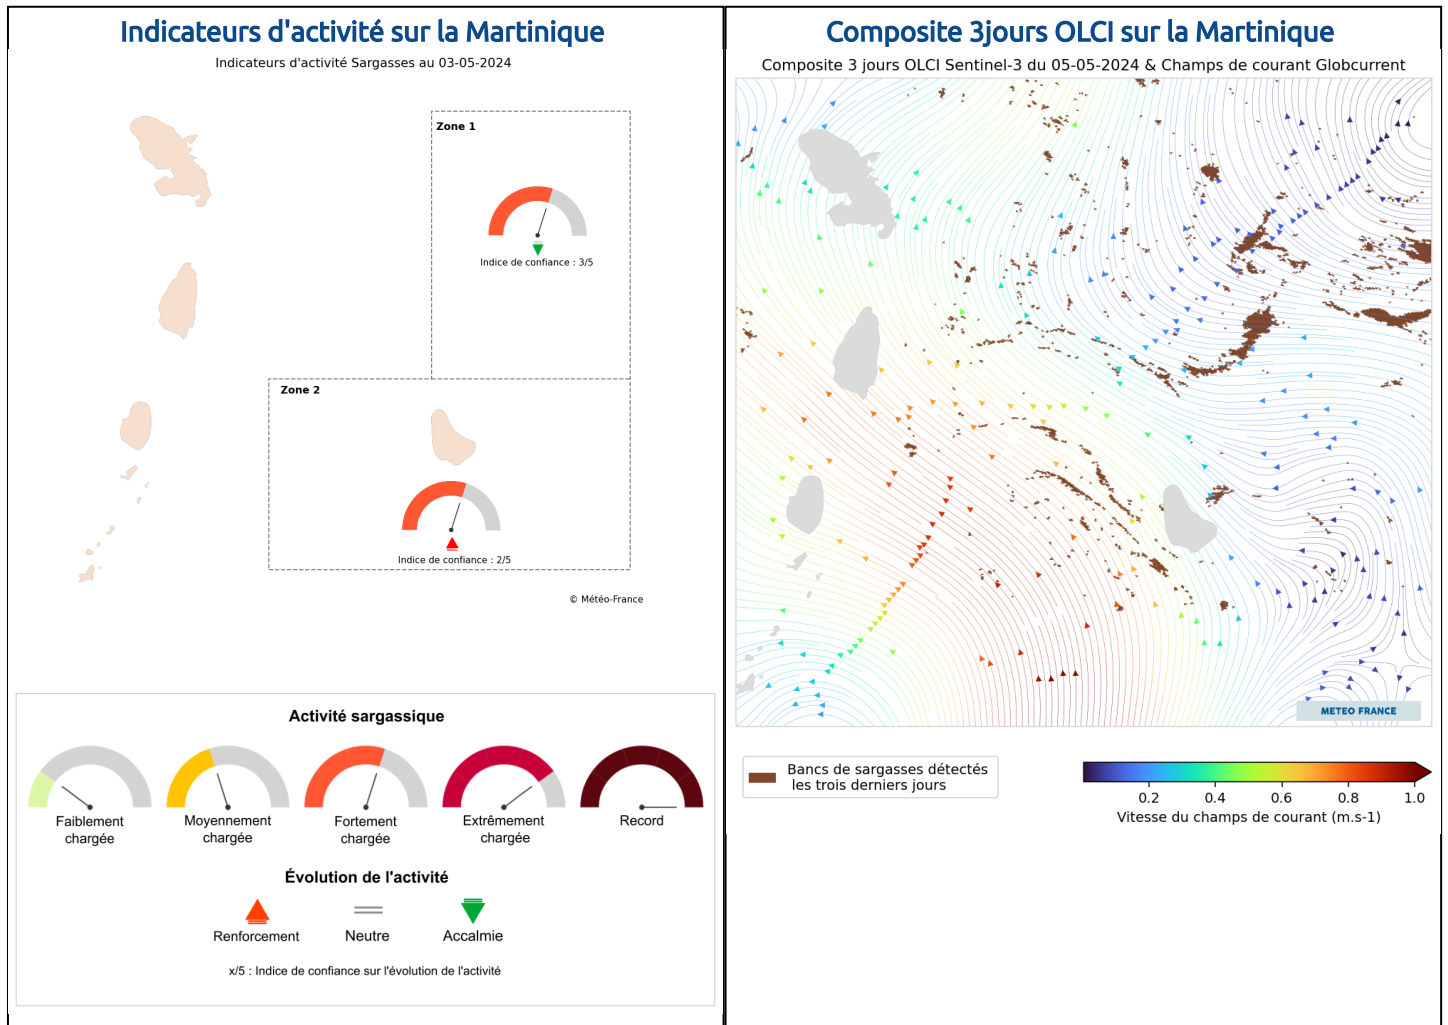 Indicateurs d'activité sur la Martinique
Indicateurs d'activité Sargasses au 03-05-2024
Zone 1
Indice de confiance : 3/5
Zone 2
Indice de confiance : 2/5
© Météo-France
Activité sargassique
Faiblement
chargée
Moyennement
chargée
Fortement
chargée
Extrêmement
chargée
Record
Évolution de l'activité
Renforcement
Neutre
Accalmie
x/5 : Indice de confiance sur l'évolution de l'activité
Composite 3jours OLCI sur la Martinique
Composite 3 jours OLCI Sentinel-3 du 05-05-2024 & Champs de courant Globcurrent
METEO FRANCE
Bancs de sargasses détectés
les trois derniers jours
0.2 0.4 0.6 0.8 1.0
Vitesse du champs de courant (m.s-1)